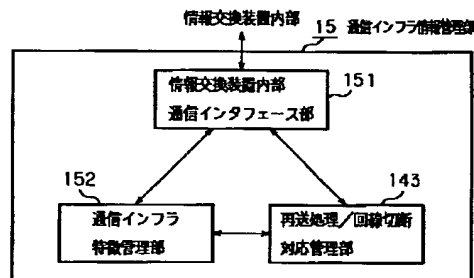 情報交換装置内部
15 通信インフラ情報管理部
情報交換装置内部
通信インタフェース部
151
152
通信インフラ
特徴管理部
143
再送処理/回線切断
対応管理部